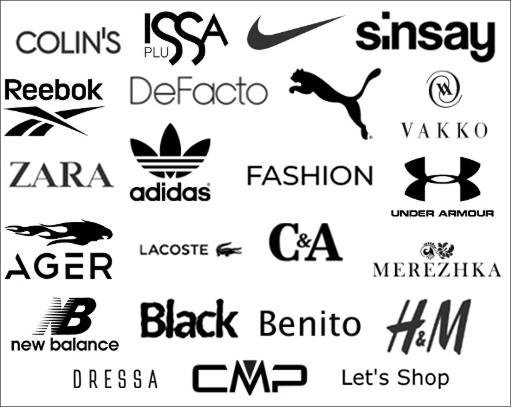 COLIN'S
ISSA
PLUS
sinsay
Reebok
DeFacto
VAKKO
ZARA
adidas
FASHION
UNDER ARMOUR
AGER
LACOSTE
C&A
MEREZHKA
NB
new balance
Black
Benito
H&M
DRESSA
CMP
Let's Shop